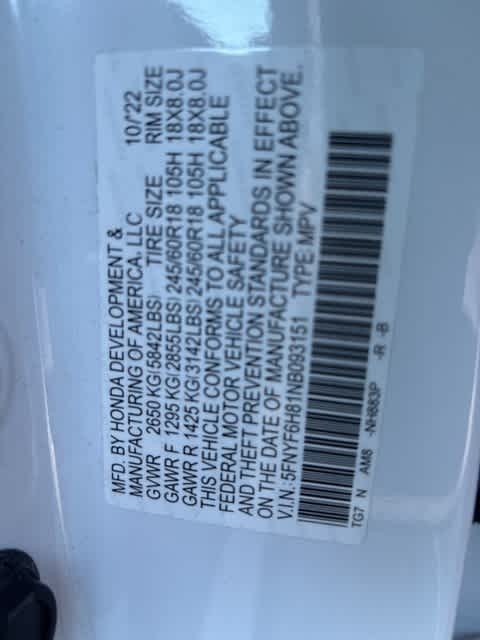 MFD. BY HONDA DEVELOPMENT &
MANUFACTURING OF AMERICA, LLC 10/'22
GVWR 2650 KG(5842LBS) TIRE SIZE RIM SIZE
GAWR F 1295 KG(2855LBS) 245/60R18 105H 18X8.0J
GAWR R 1425 KG(3142LBS) 245/60R18 105H 18X8.0J
THIS VEHICLE CONFORMS TO ALL APPLICABLE
FEDERAL MOTOR VEHICLE SAFETY
AND THEFT PREVENTION STANDARDS IN EFFECT
ON THE DATE OF MANUFACTURE SHOWN ABOVE.
V.I.N.:5FNYF6H81NB093151 TYPE:MPV
TG7 N AM8 -NH883P -R -B